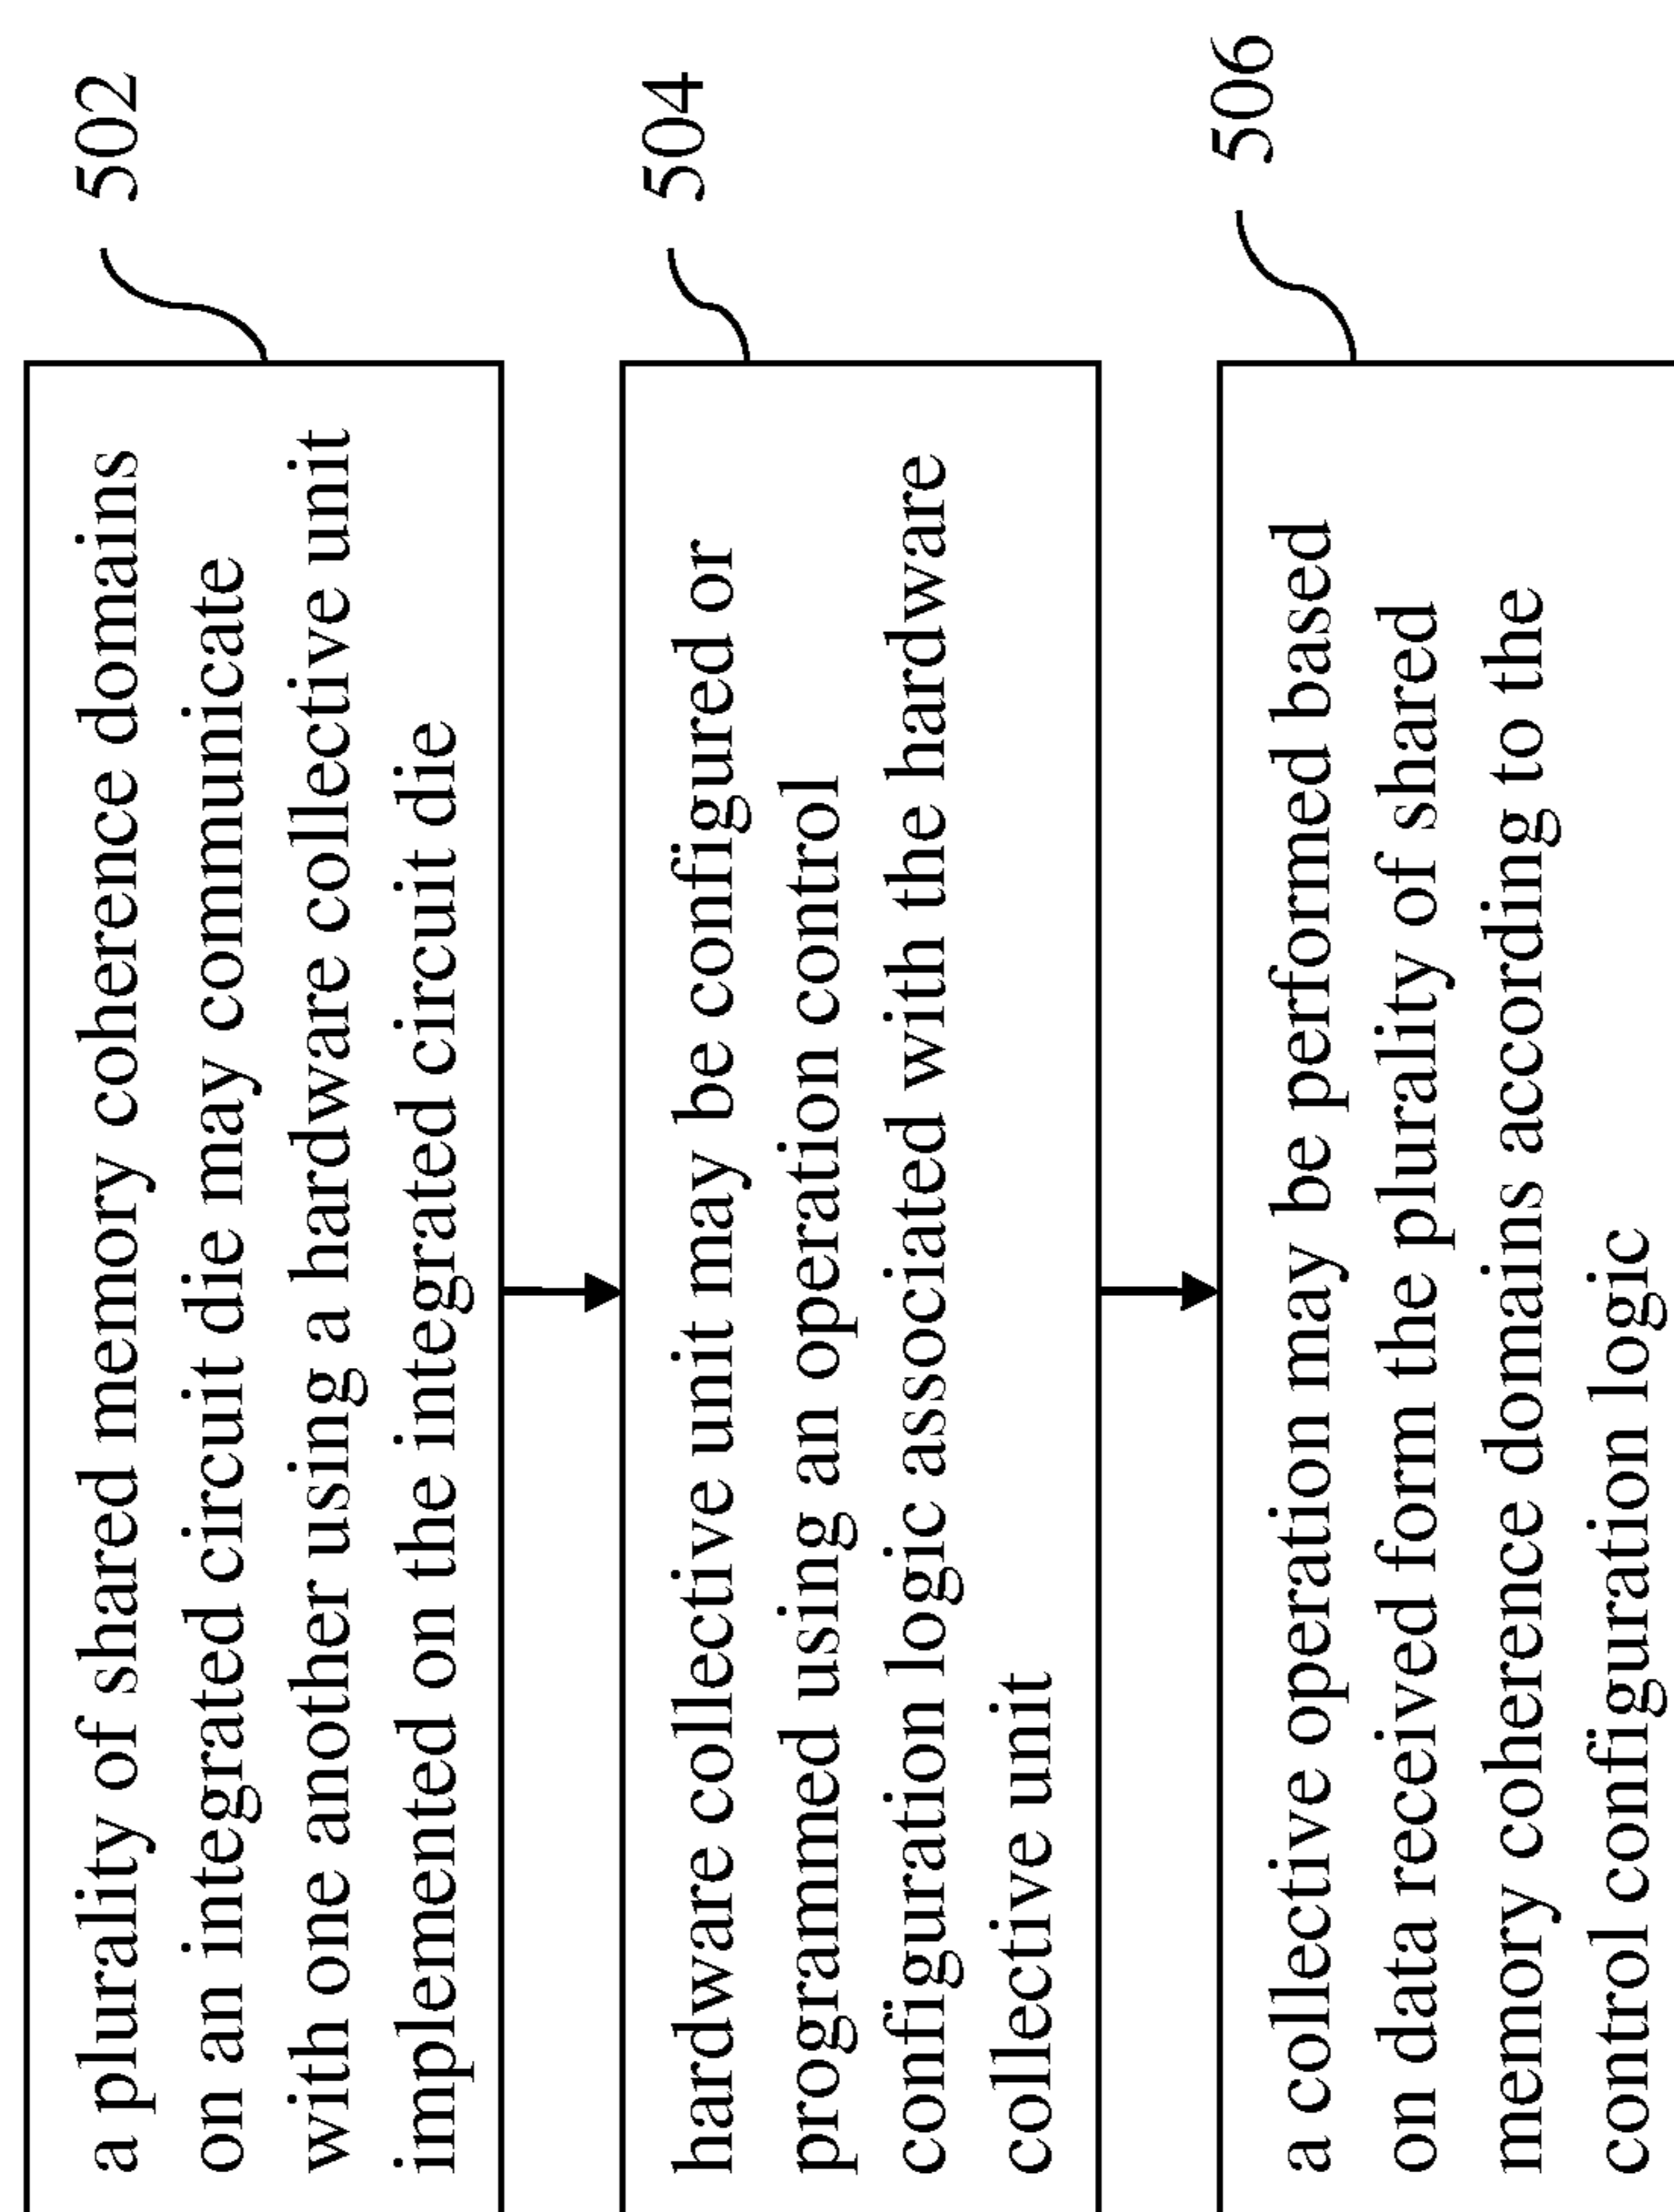 a plurality of shared memory coherence domains
on an integrated circuit die may communicate
with one another using a hardware collective unit
implemented on the integrated circuit die
502
hardware collective unit may be configured or
programmed using an operation control
configuration logic associated with the hardware
collective unit
504
a collective operation may be performed based
on data received form the plurality of shared
memory coherence domains according to the
control configuration logic
506